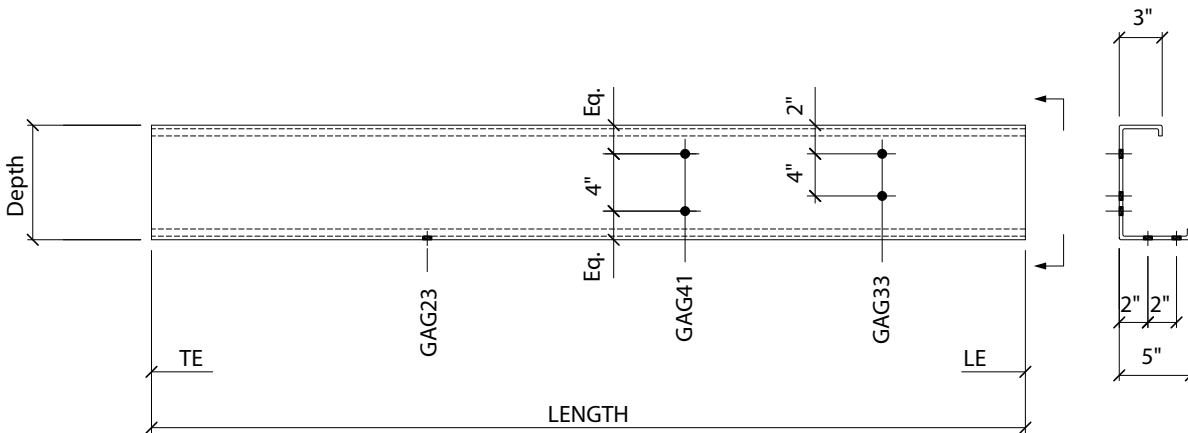 3"
Eq.
2"
Depth
4"
4"
Eq.
GAG23
GAG41
GAG33
2" 2"
TE
LE
5"
LENGTH